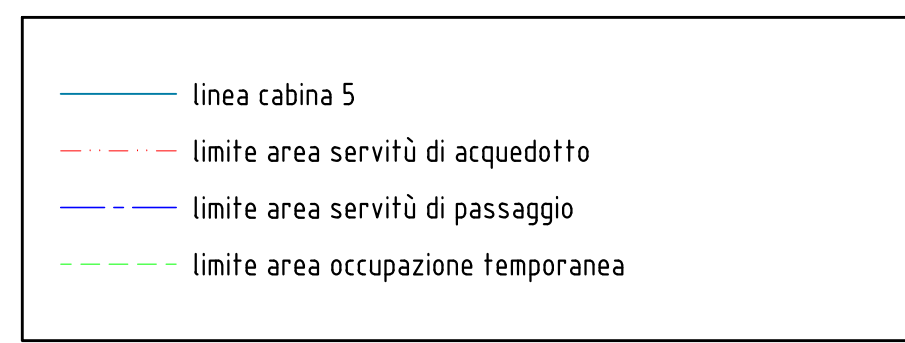 linea cabina 5
limite area servitù di acquedotto
limite area servitù di passaggio
limite area occupazione temporanea